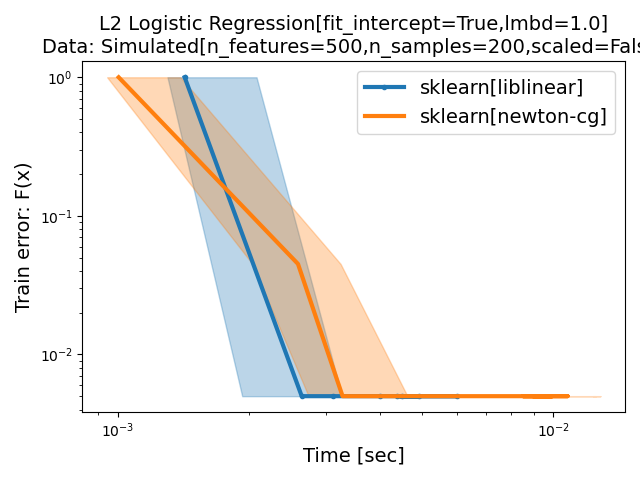 L2 Logistic Regression[fit_intercept=True,lmbd=1.0]
Data: Simulated[n_features=500,n_samples=200,scaled=Fals
sklearn[liblinear]
sklearn[newton-cg]
Train error: F(x)
10⁰
10⁻¹
10⁻²
10⁻³
10⁻²
Time [sec]